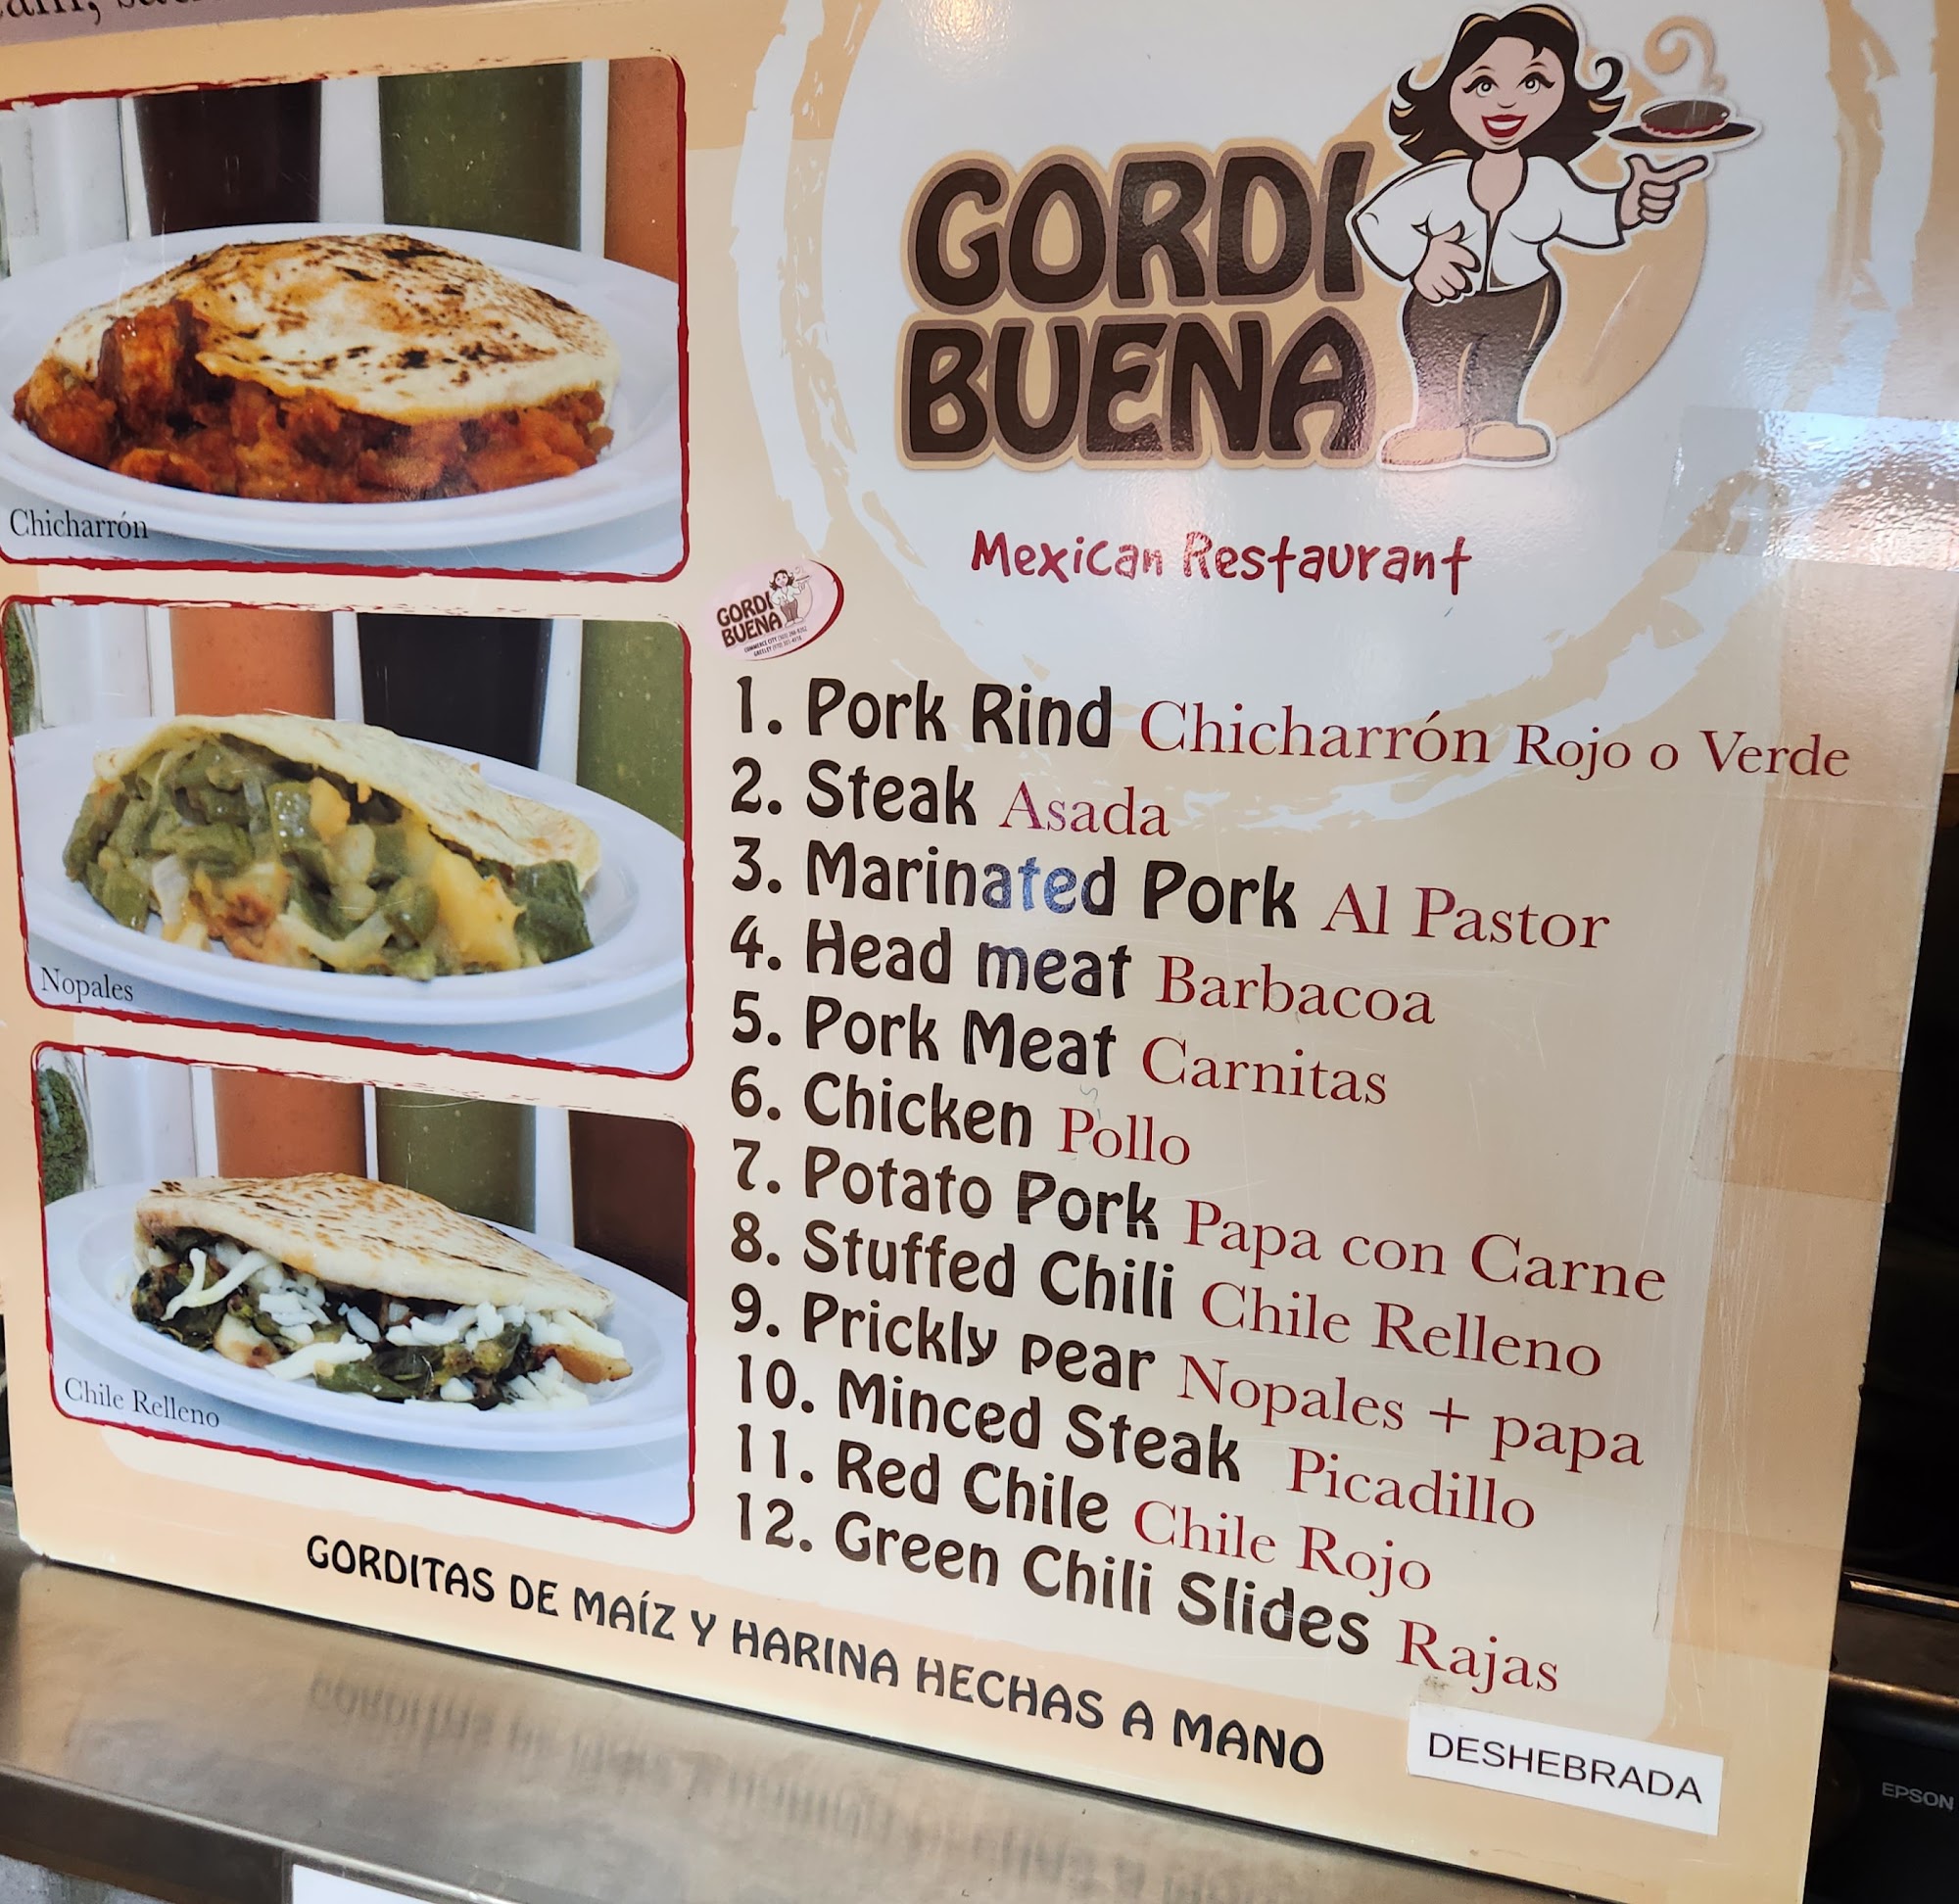 Chicharrón
Nopales
Chile Relleno
GORDI
BUENA
Mexican Restaurant
GORDI
BUENA
COMMERCE CITY
GREELEY
1. Pork Rind Chicharrón Rojo o Verde
2. Steak Asada
3. Marinated Pork Al Pastor
4. Head meat Barbacoa
5. Pork Meat Carnitas
6. Chicken Pollo
7. Potato Pork Papa con Carne
8. Stuffed Chili Chile Relleno
9. Prickly pear Nopales + papa
10. Minced Steak Picadillo
11. Red Chile Chile Rojo
12. Green Chili Slides Rajas
GORDITAS DE MAÍZ Y HARINA HECHAS A MANO
DESHEBRADA
EPSON